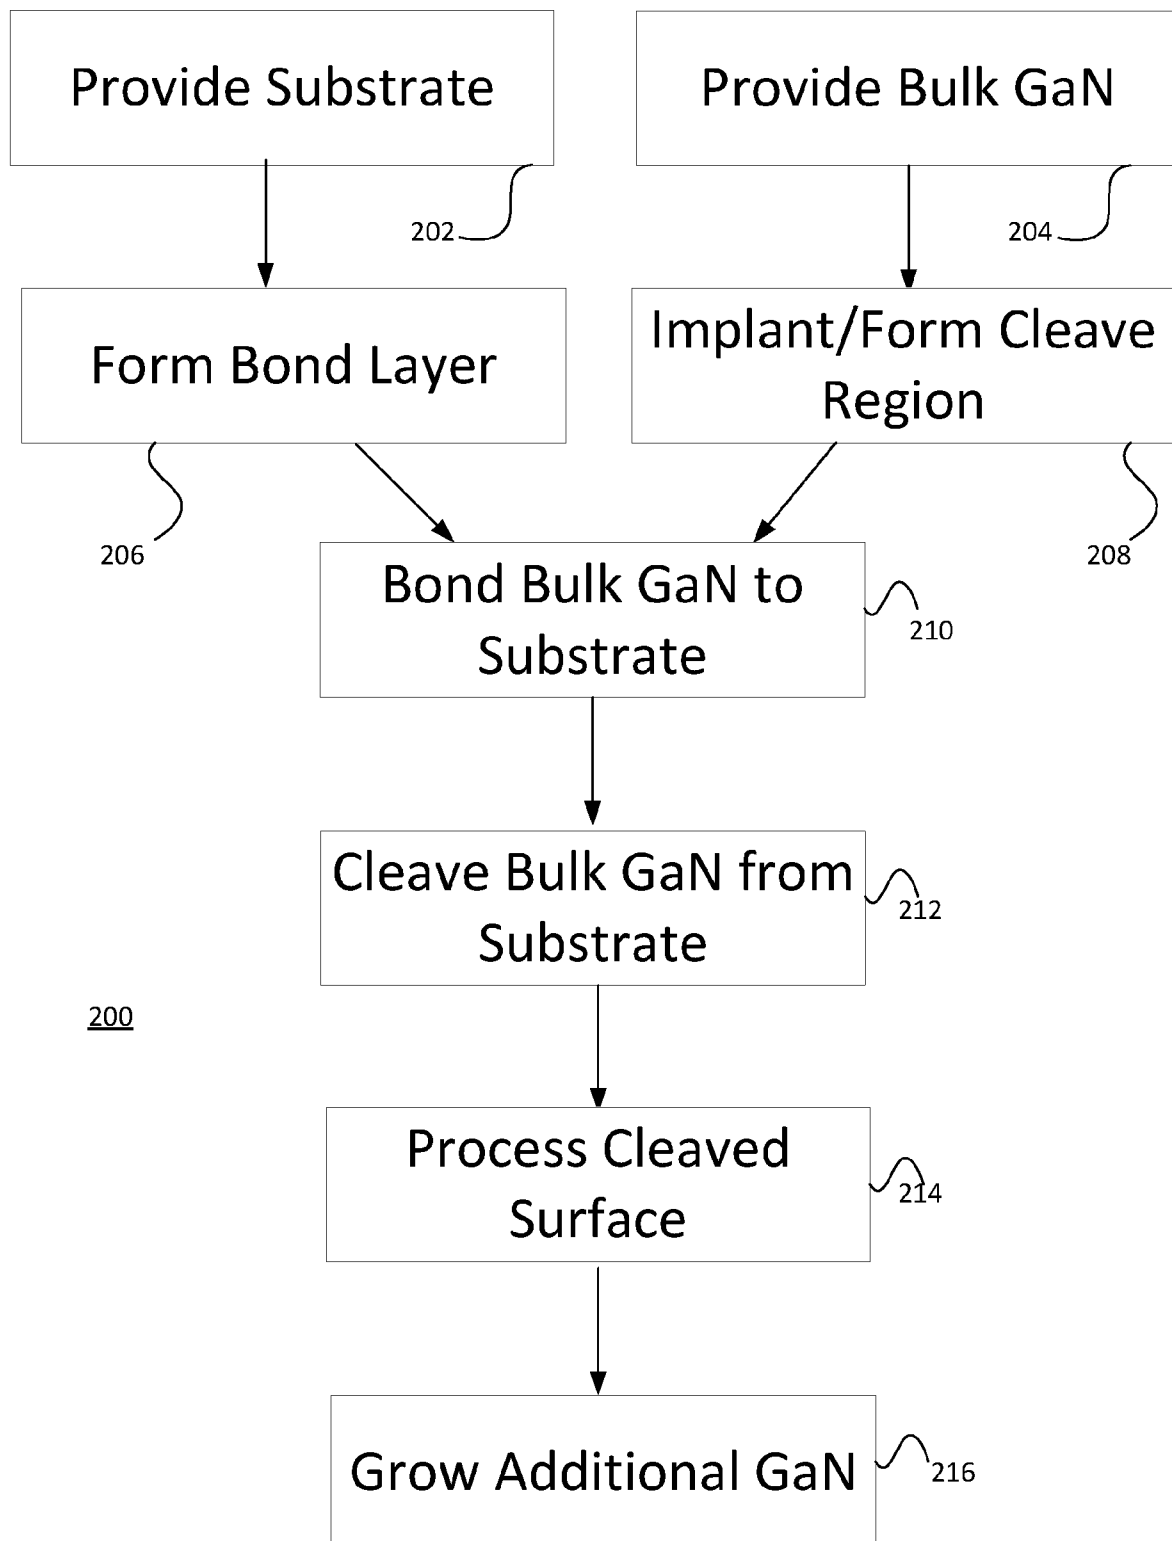 Provide Substrate
Provide Bulk GaN
202
204
Form Bond Layer
Implant/Form Cleave
Region
206
208
Bond Bulk GaN to
Substrate
210
Cleave Bulk GaN from
Substrate
212
200
Process Cleaved
Surface
214
Grow Additional GaN
216